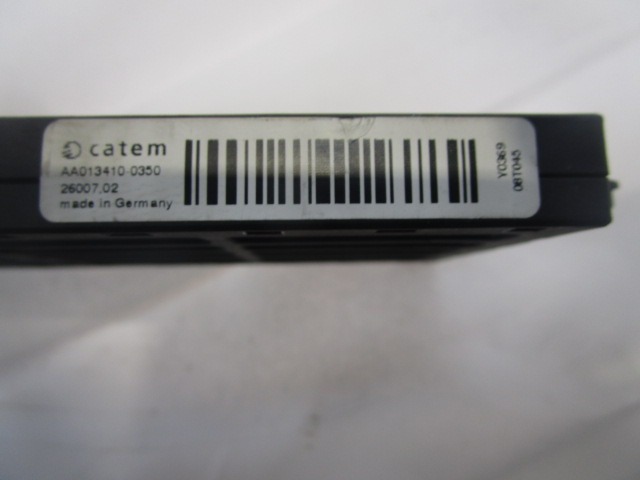 catem
AA013410-0350
26007.02
made in Germany
Y0369
08T045